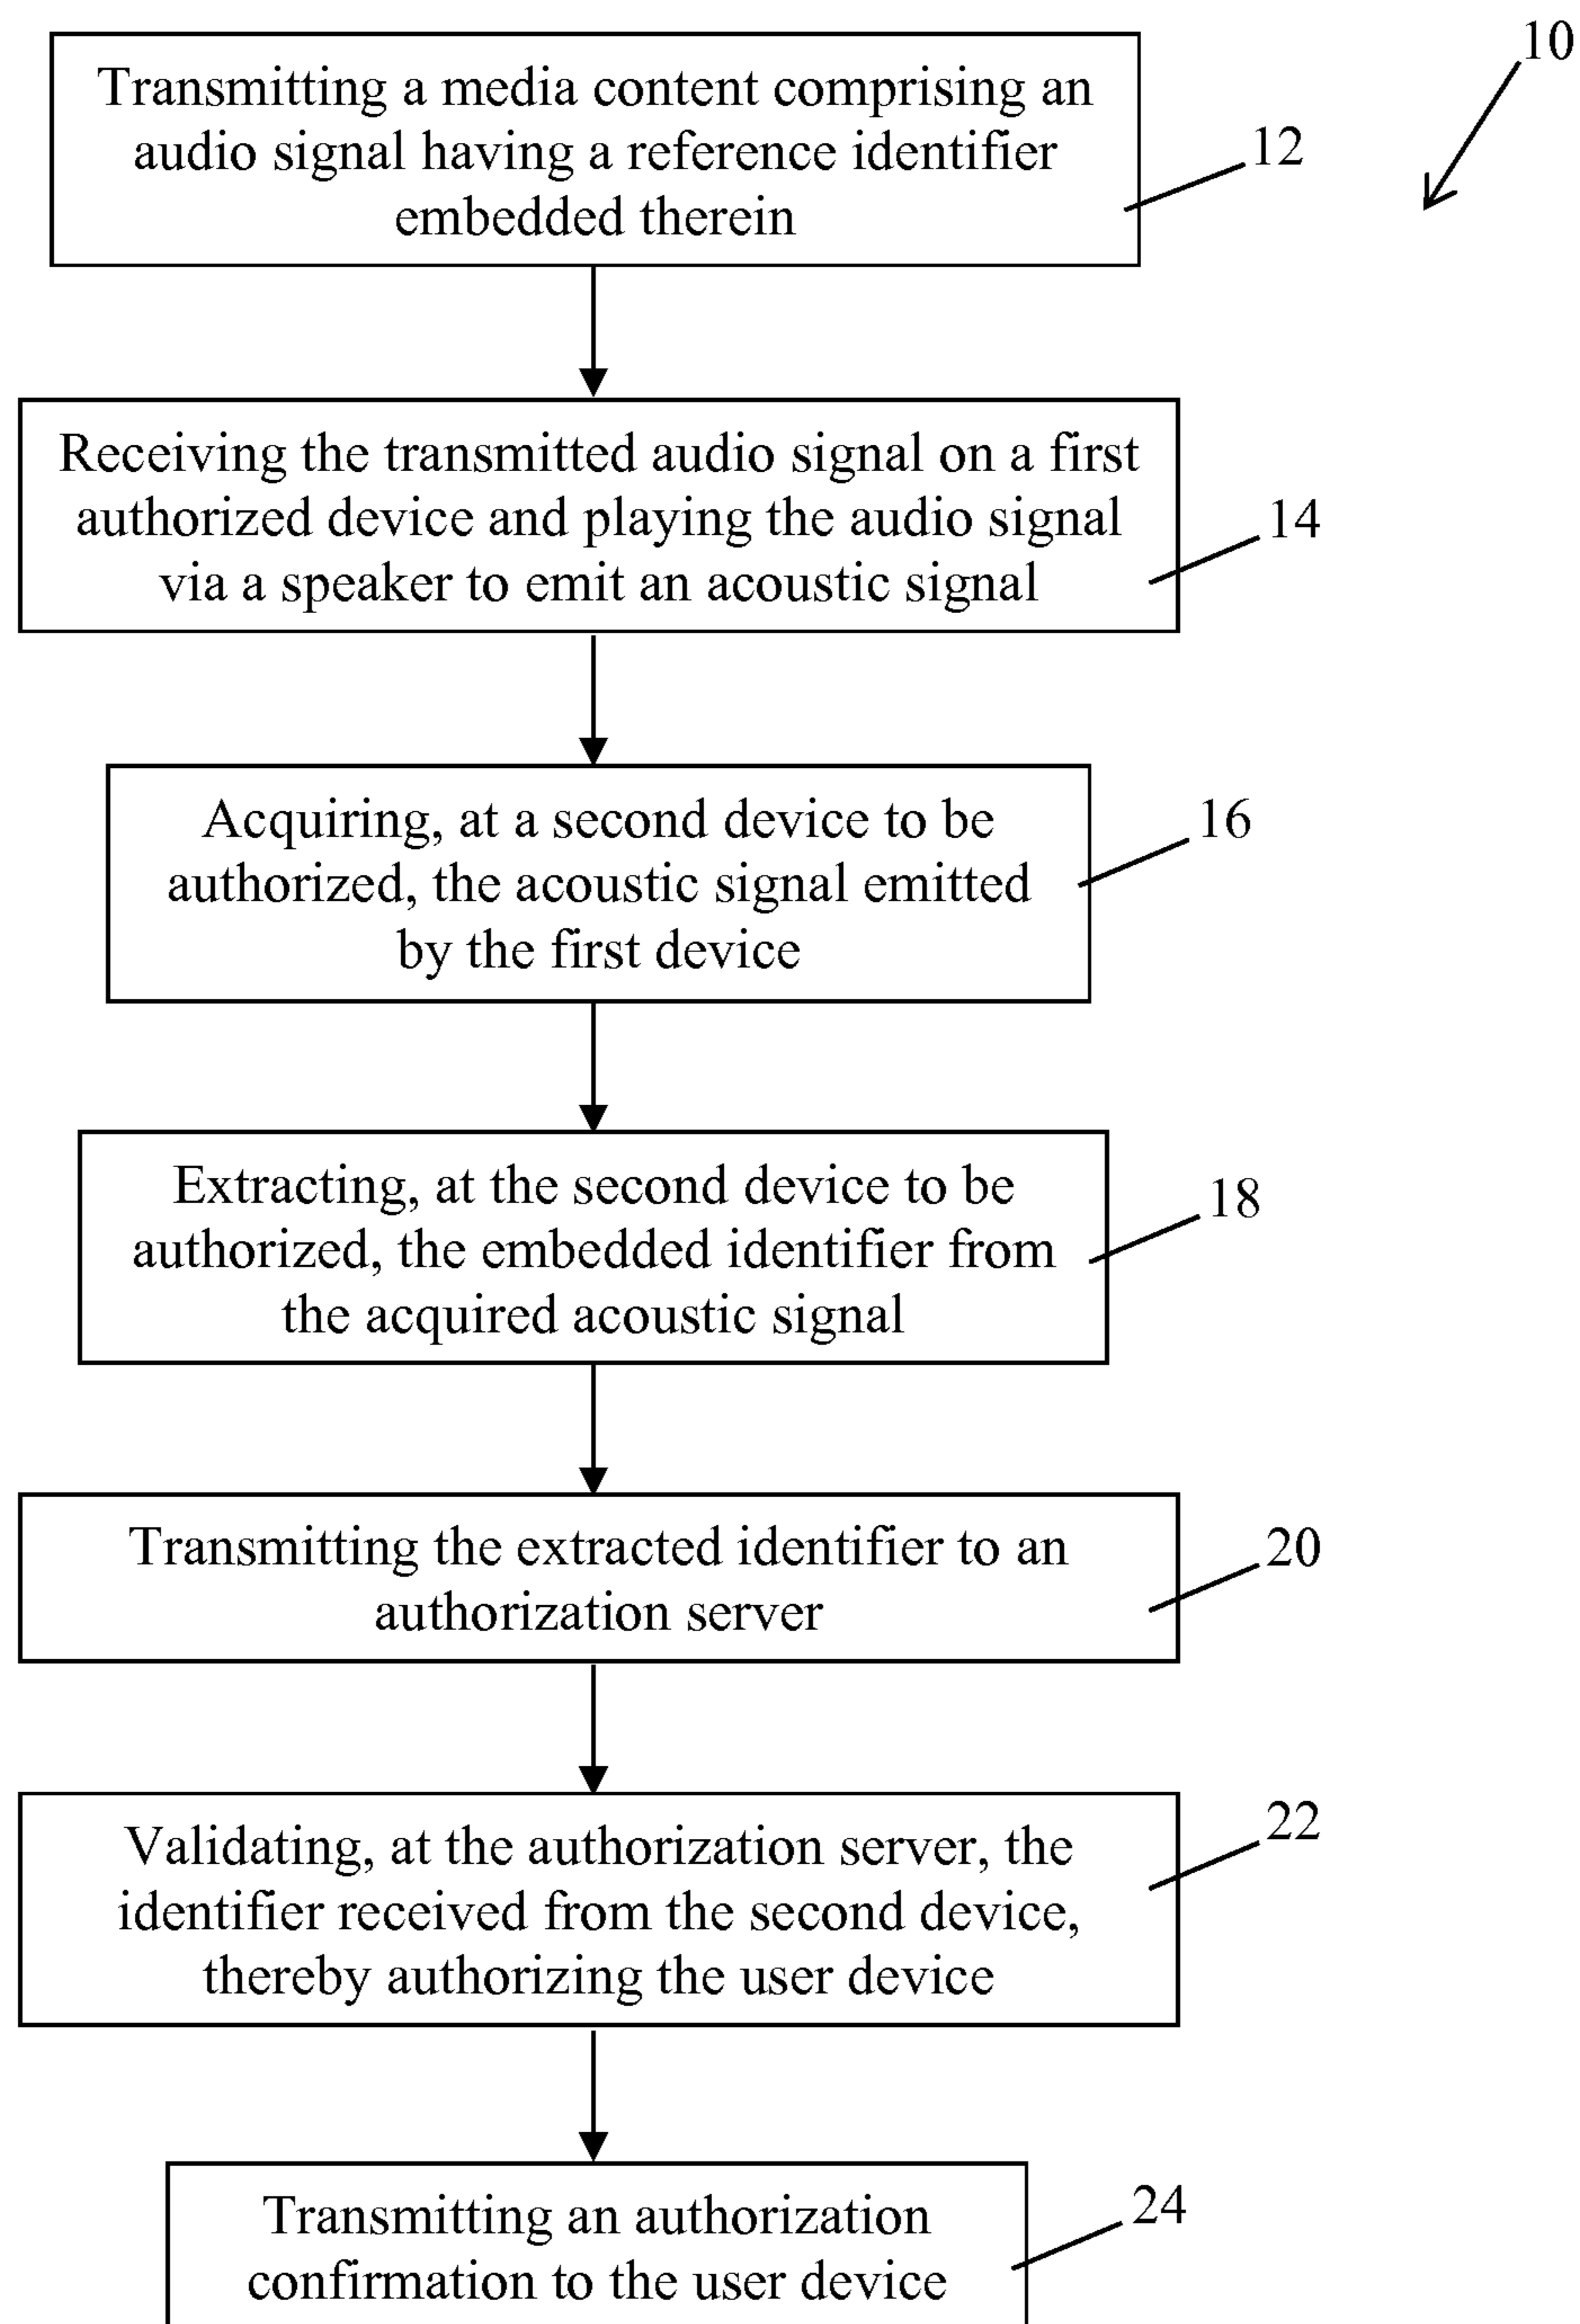 10
Transmitting a media content comprising an
audio signal having a reference identifier
embedded therein
12
Receiving the transmitted audio signal on a first
authorized device and playing the audio signal
via a speaker to emit an acoustic signal
14
Acquiring, at a second device to be
authorized, the acoustic signal emitted
by the first device
16
Extracting, at the second device to be
authorized, the embedded identifier from
the acquired acoustic signal
18
Transmitting the extracted identifier to an
authorization server
20
Validating, at the authorization server, the
identifier received from the second device,
thereby authorizing the user device
22
Transmitting an authorization
confirmation to the user device
24